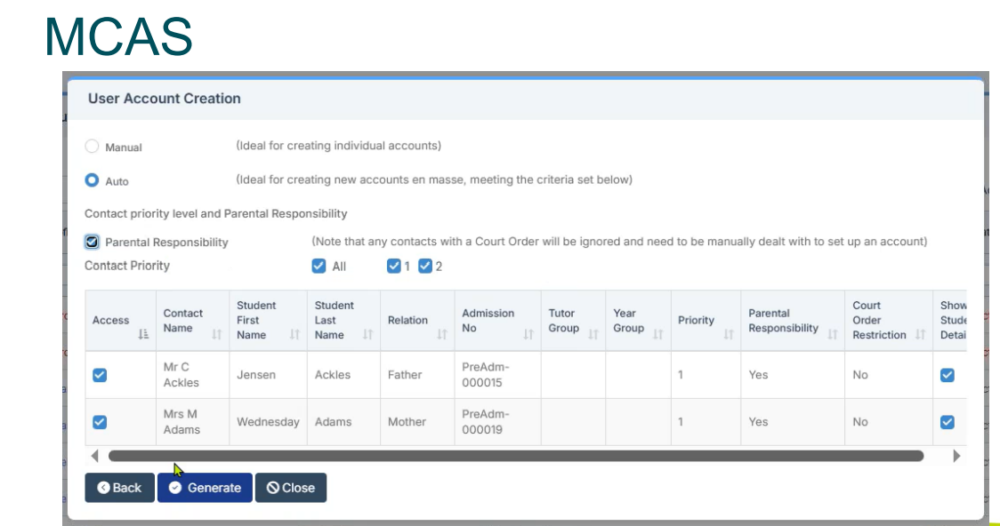 MCAS
User Account Creation
Manual (Ideal for creating individual accounts)
Auto (Ideal for creating new accounts en masse, meeting the criteria set below)
Contact priority level and Parental Responsibility
Parental Responsibility (Note that any contacts with a Court Order will be ignored and need to be manually dealt with to set up an account)
Contact Priority All 1 2
Access Contact Name Student First Name Student Last Name Relation Admission No Tutor Group Year Group Priority Parental Responsibility Court Order Restriction Show Stude Detai
Mr C Ackles Jensen Ackles Father PreAdm-000015 1 Yes No
Mrs M Adams Wednesday Adams Mother PreAdm-000019 1 Yes No
Back Generate Close